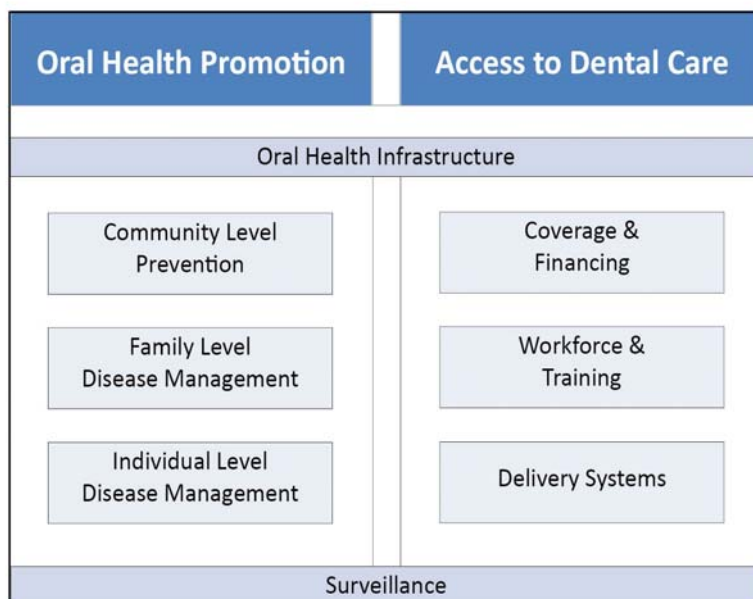 Oral Health Promotion
Access to Dental Care
Oral Health Infrastructure
Community Level
Prevention
Family Level
Disease Management
Individual Level
Disease Management
Coverage &
Financing
Workforce &
Training
Delivery Systems
Surveillance